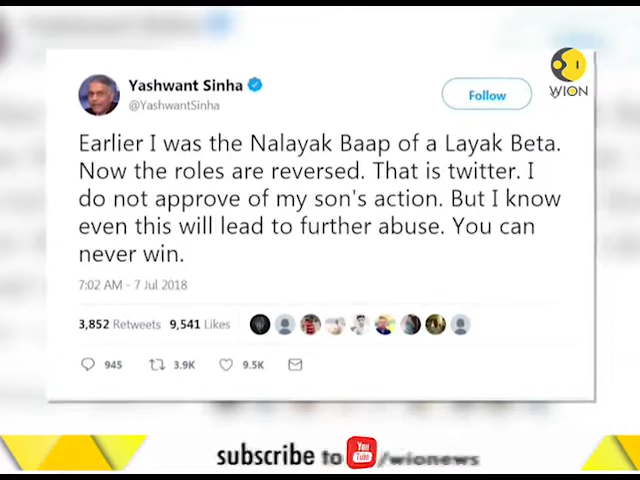 Yashwant Sinha
@YashwantSinha
Follow
WION
Earlier I was the Nalayak Baap of a Layak Beta.
Now the roles are reversed. That is twitter. I
do not approve of my son's action. But I know
even this will lead to further abuse. You can
never win.
7:02 AM - 7 Jul 2018
3,852 Retweets 9,541 Likes
945 3.9K 9.5K
subscribe to You Tube /wionews